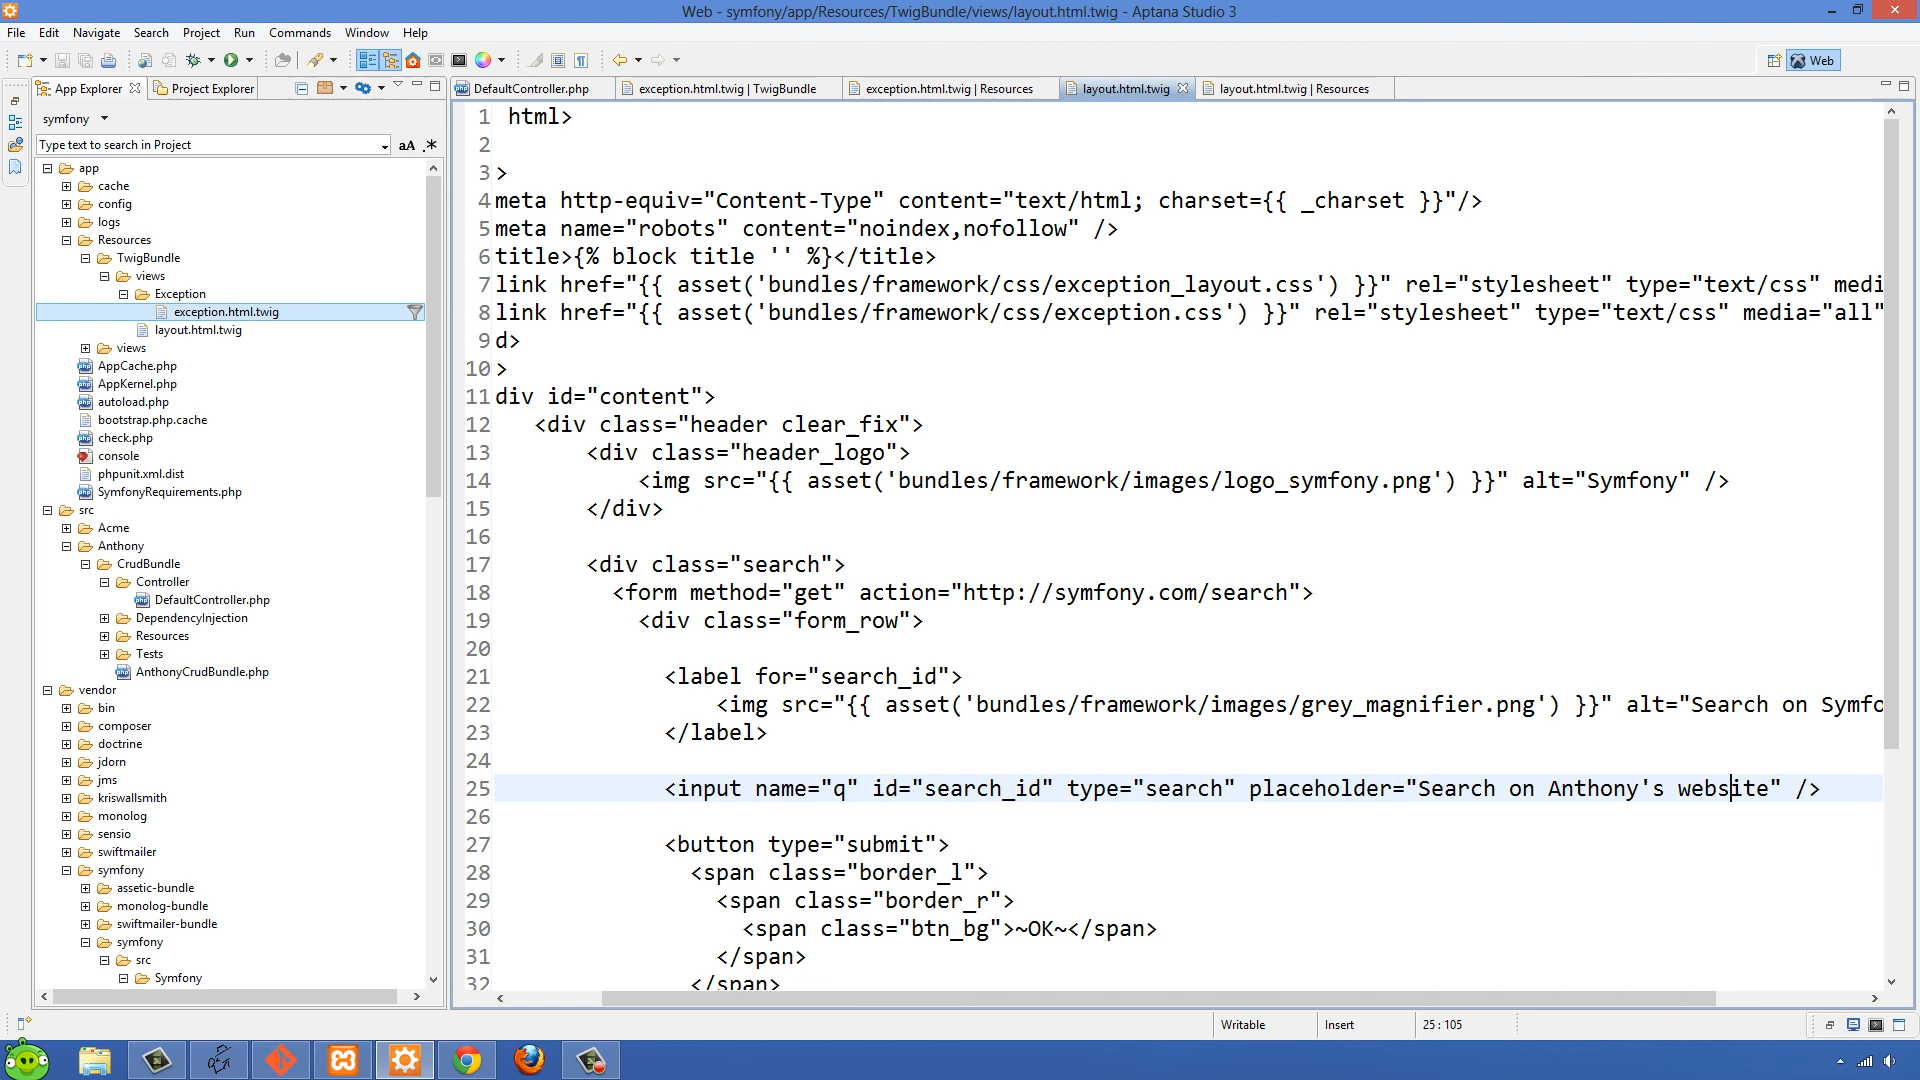 Web - symfony/app/Resources/TwigBundle/views/layout.html.twig - Aptana Studio 3
File Edit Navigate Search Project Run Commands Window Help
Web
App Explorer Project Explorer
DefaultController.php exception.html.twig | TwigBundle exception.html.twig | Resources layout.html.twig layout.html.twig | Resources
symfony
Type text to search in Project
aA .*
app
cache
config
logs
Resources
TwigBundle
views
Exception
exception.html.twig
layout.html.twig
views
AppCache.php
AppKernel.php
autoload.php
bootstrap.php.cache
check.php
console
phpunit.xml.dist
SymfonyRequirements.php
src
Acme
Anthony
CrudBundle
Controller
DefaultController.php
DependencyInjection
Resources
Tests
AnthonyCrudBundle.php
vendor
bin
composer
doctrine
jdorn
jms
kriswallsmith
monolog
sensio
swiftmailer
symfony
assetic-bundle
monolog-bundle
swiftmailer-bundle
symfony
src
Symfony
1 html>
2
3 >
4 meta http-equiv="Content-Type" content="text/html; charset={{ _charset }}"/>
5 meta name="robots" content="noindex,nofollow" />
6 title>{% block title '' %}</title>
7 link href="{{ asset('bundles/framework/css/exception_layout.css') }}" rel="stylesheet" type="text/css" medi
8 link href="{{ asset('bundles/framework/css/exception.css') }}" rel="stylesheet" type="text/css" media="all"
9 d>
10 >
11 div id="content">
12 <div class="header clear_fix">
13 <div class="header_logo">
14 <img src="{{ asset('bundles/framework/images/logo_symfony.png') }}" alt="Symfony" />
15 </div>
16
17 <div class="search">
18 <form method="get" action="http://symfony.com/search">
19 <div class="form_row">
20
21 <label for="search_id">
22 <img src="{{ asset('bundles/framework/images/grey_magnifier.png') }}" alt="Search on Symfo
23 </label>
24
25 <input name="q" id="search_id" type="search" placeholder="Search on Anthony's website" />
26
27 <button type="submit">
28 <span class="border_l">
29 <span class="border_r">
30 <span class="btn_bg">~OK~</span>
31 </span>
32 </span>
Writable Insert 25 : 105